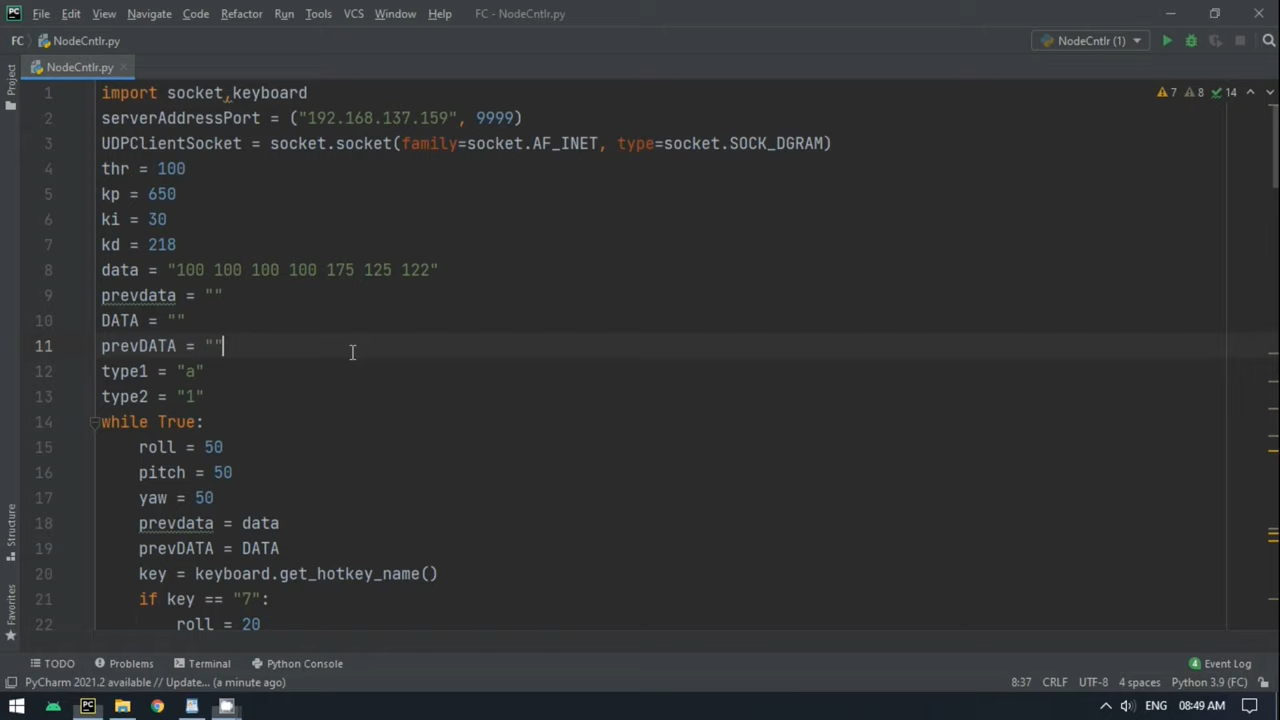 PC File Edit View Navigate Code Refactor Run Tools VCS Window Help FC - NodeCntlr.py
FC NodeCntlr.py NodeCntlr (1)
Project NodeCntlr.py
7 8 14
1 import socket,keyboard
2 serverAddressPort = ("192.168.137.159", 9999)
3 UDPClientSocket = socket.socket(family=socket.AF_INET, type=socket.SOCK_DGRAM)
4 thr = 100
5 kp = 650
6 ki = 30
7 kd = 218
8 data = "100 100 100 100 175 125 122"
9 prevdata = ""
10 DATA = ""
11 prevDATA = ""
12 type1 = "a"
13 type2 = "1"
14 while True:
15 roll = 50
16 pitch = 50
17 yaw = 50
18 prevdata = data
19 prevDATA = DATA
20 key = keyboard.get_hotkey_name()
21 if key == "7":
22 roll = 20
Structure
Favorites
TODO Problems Terminal Python Console 4 Event Log
PyCharm 2021.2 available // Update... (a minute ago) 8:37 CRLF UTF-8 4 spaces Python 3.9 (FC)
PC ENG 08:49 AM